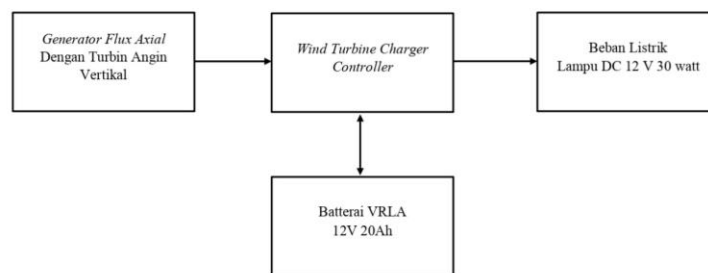 Generator Flux Axial
Dengan Turbin Angin
Vertikal
Wind Turbine Charger
Controller
Beban Listrik
Lampu DC 12 V 30 watt
Batterai VRLA
12V 20Ah